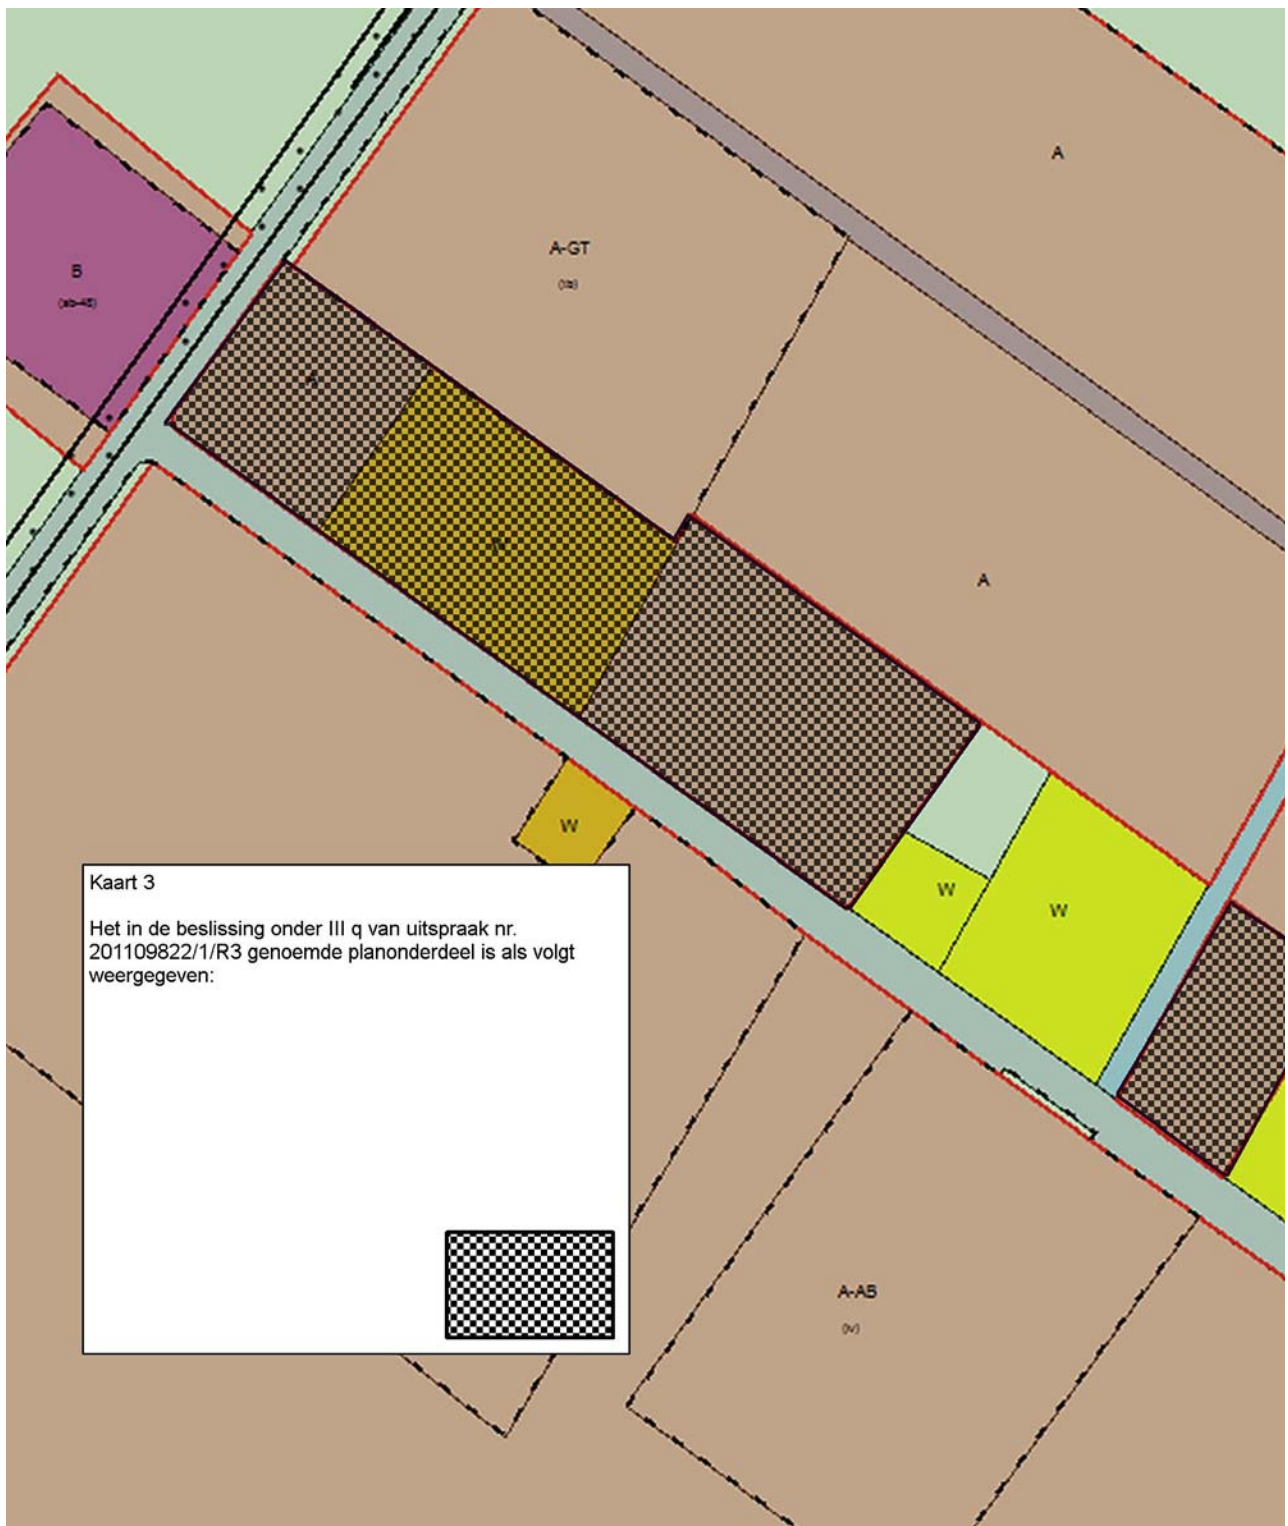 A
A-GT
B
A
W
W
W
Kaart 3
Het in de beslissing onder III q van uitspraak nr.
201109822/1/R3 genoemde planonderdeel is als volgt
weergegeven:
A-AB
(iv)